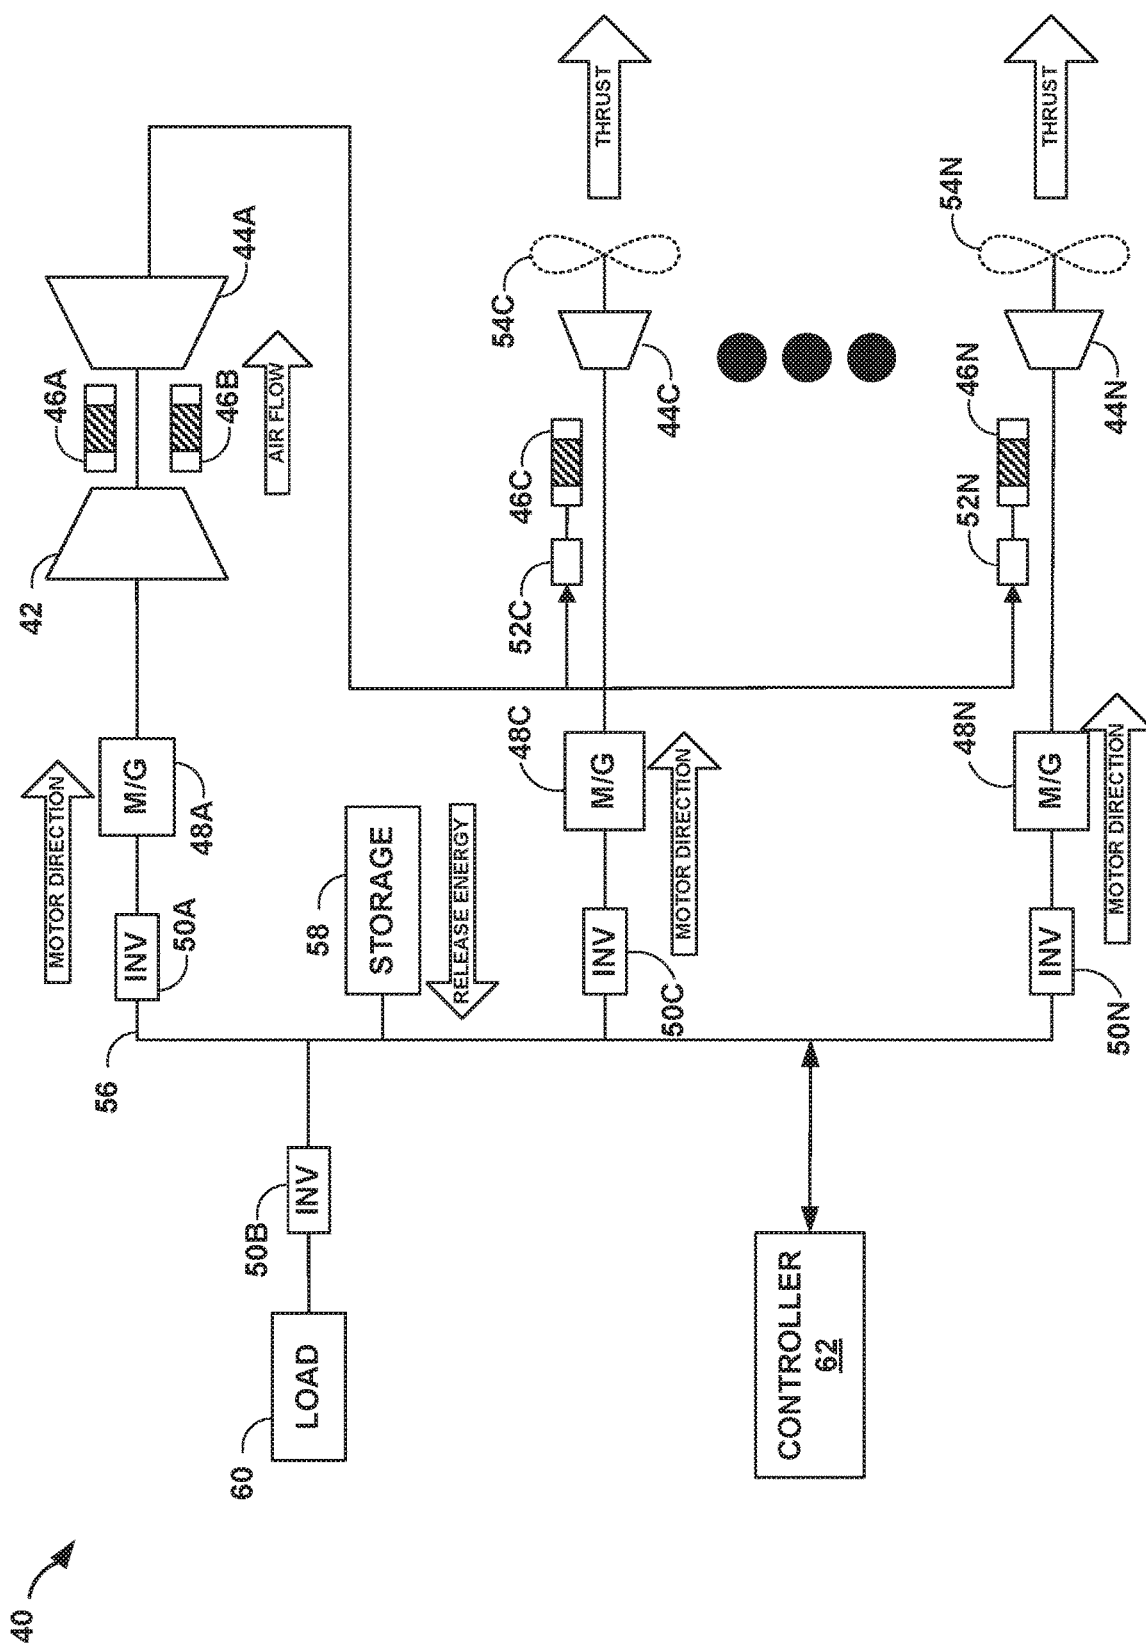 40
60
LOAD
50B
INV
CONTROLLER
62
56
INV
50A
MOTOR DIRECTION
M/G
48A
42
46A
46B
44A
AIR FLOW
58
STORAGE
RELEASE ENERGY
INV
50C
M/G
48C
MOTOR DIRECTION
52C
46C
44C
54C
THRUST
INV
50N
M/G
48N
MOTOR DIRECTION
52N
46N
44N
54N
THRUST